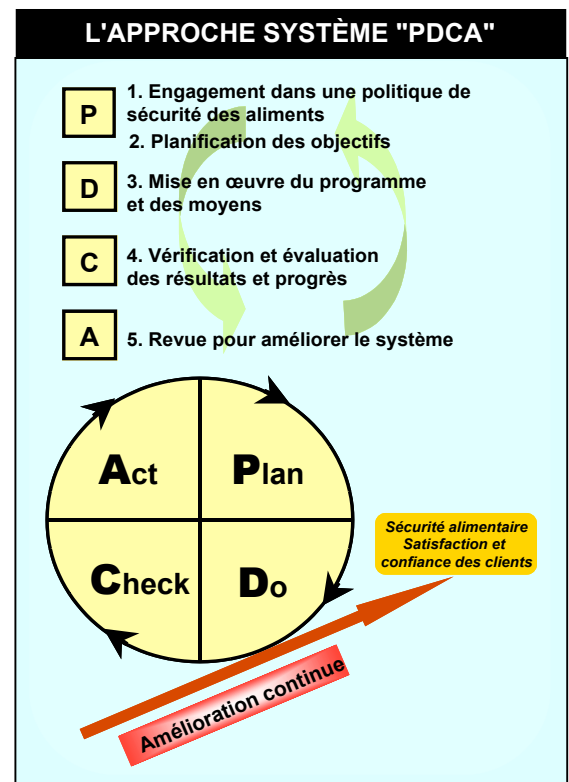 L'APPROCHE SYSTÈME "PDCA"
P
1. Engagement dans une politique de
sécurité des aliments
2. Planification des objectifs
D
3. Mise en œuvre du programme
et des moyens
C
4. Vérification et évaluation
des résultats et progrès
A
5. Revue pour améliorer le système
Act
Plan
Check
Do
Sécurité alimentaire
Satisfaction et
confiance des clients
Amélioration continue